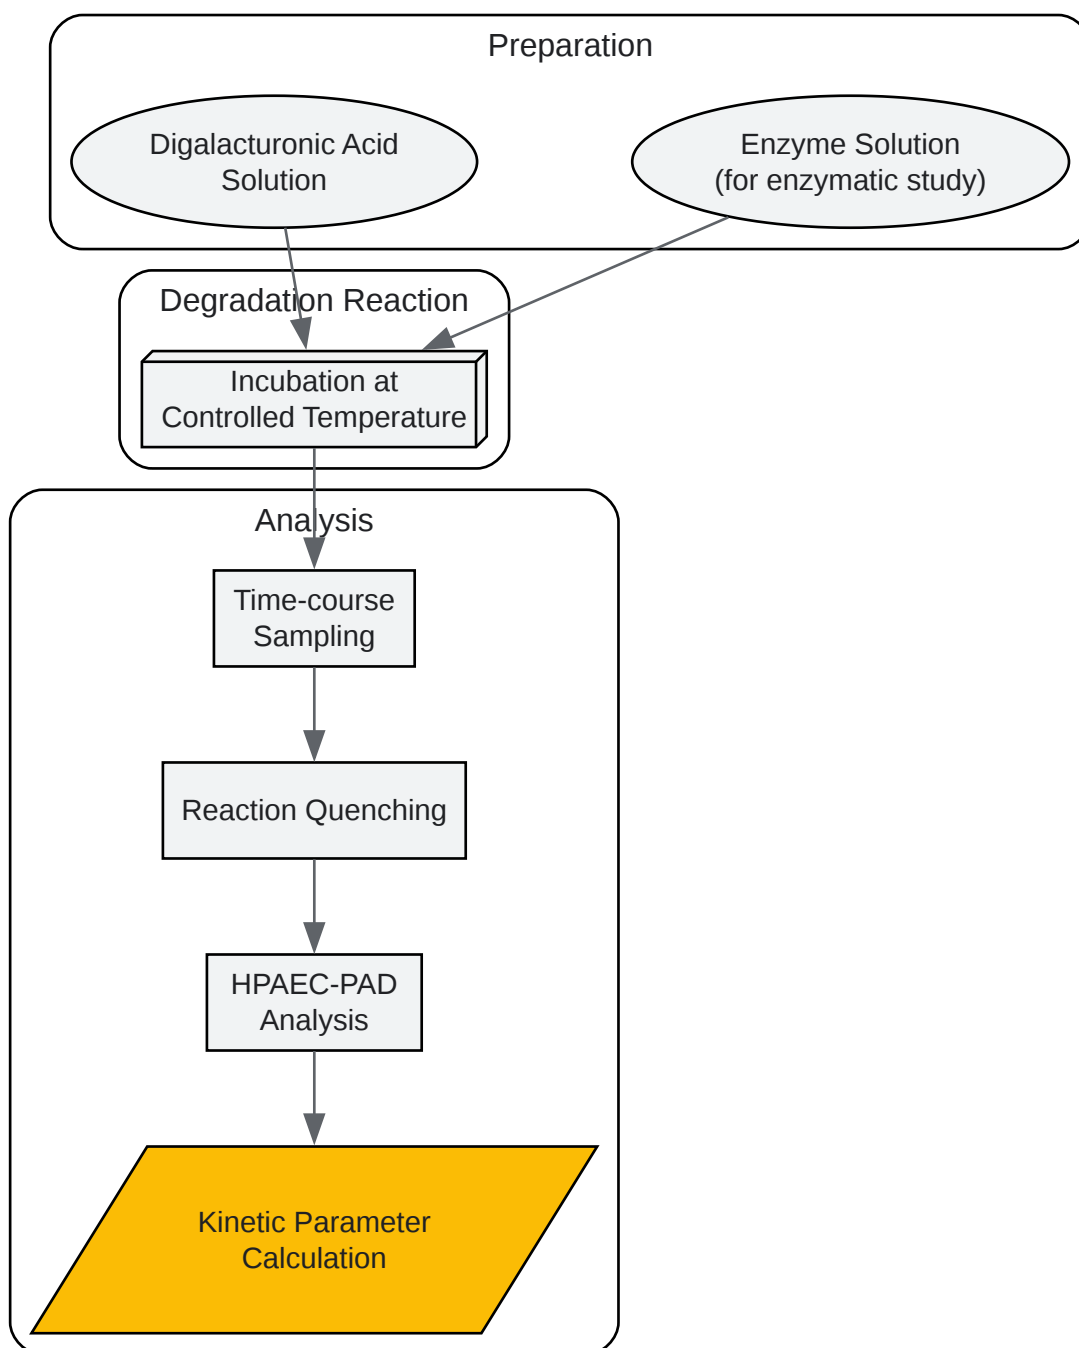 Preparation
Digalacturonic Acid
Solution
Enzyme Solution
(for enzymatic study)
Degradation Reaction
Incubation at
Controlled Temperature
Analysis
Time-course
Sampling
Reaction Quenching
HPAEC-PAD
Analysis
Kinetic Parameter
Calculation